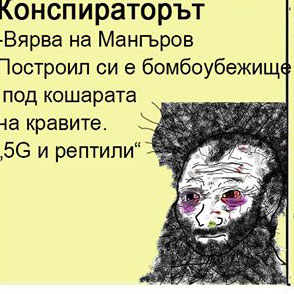 Конспираторът
-Вярва на Мангъров
Построил си е бомбоубежище
под кошарата
на кравите.
„5G и рептили“